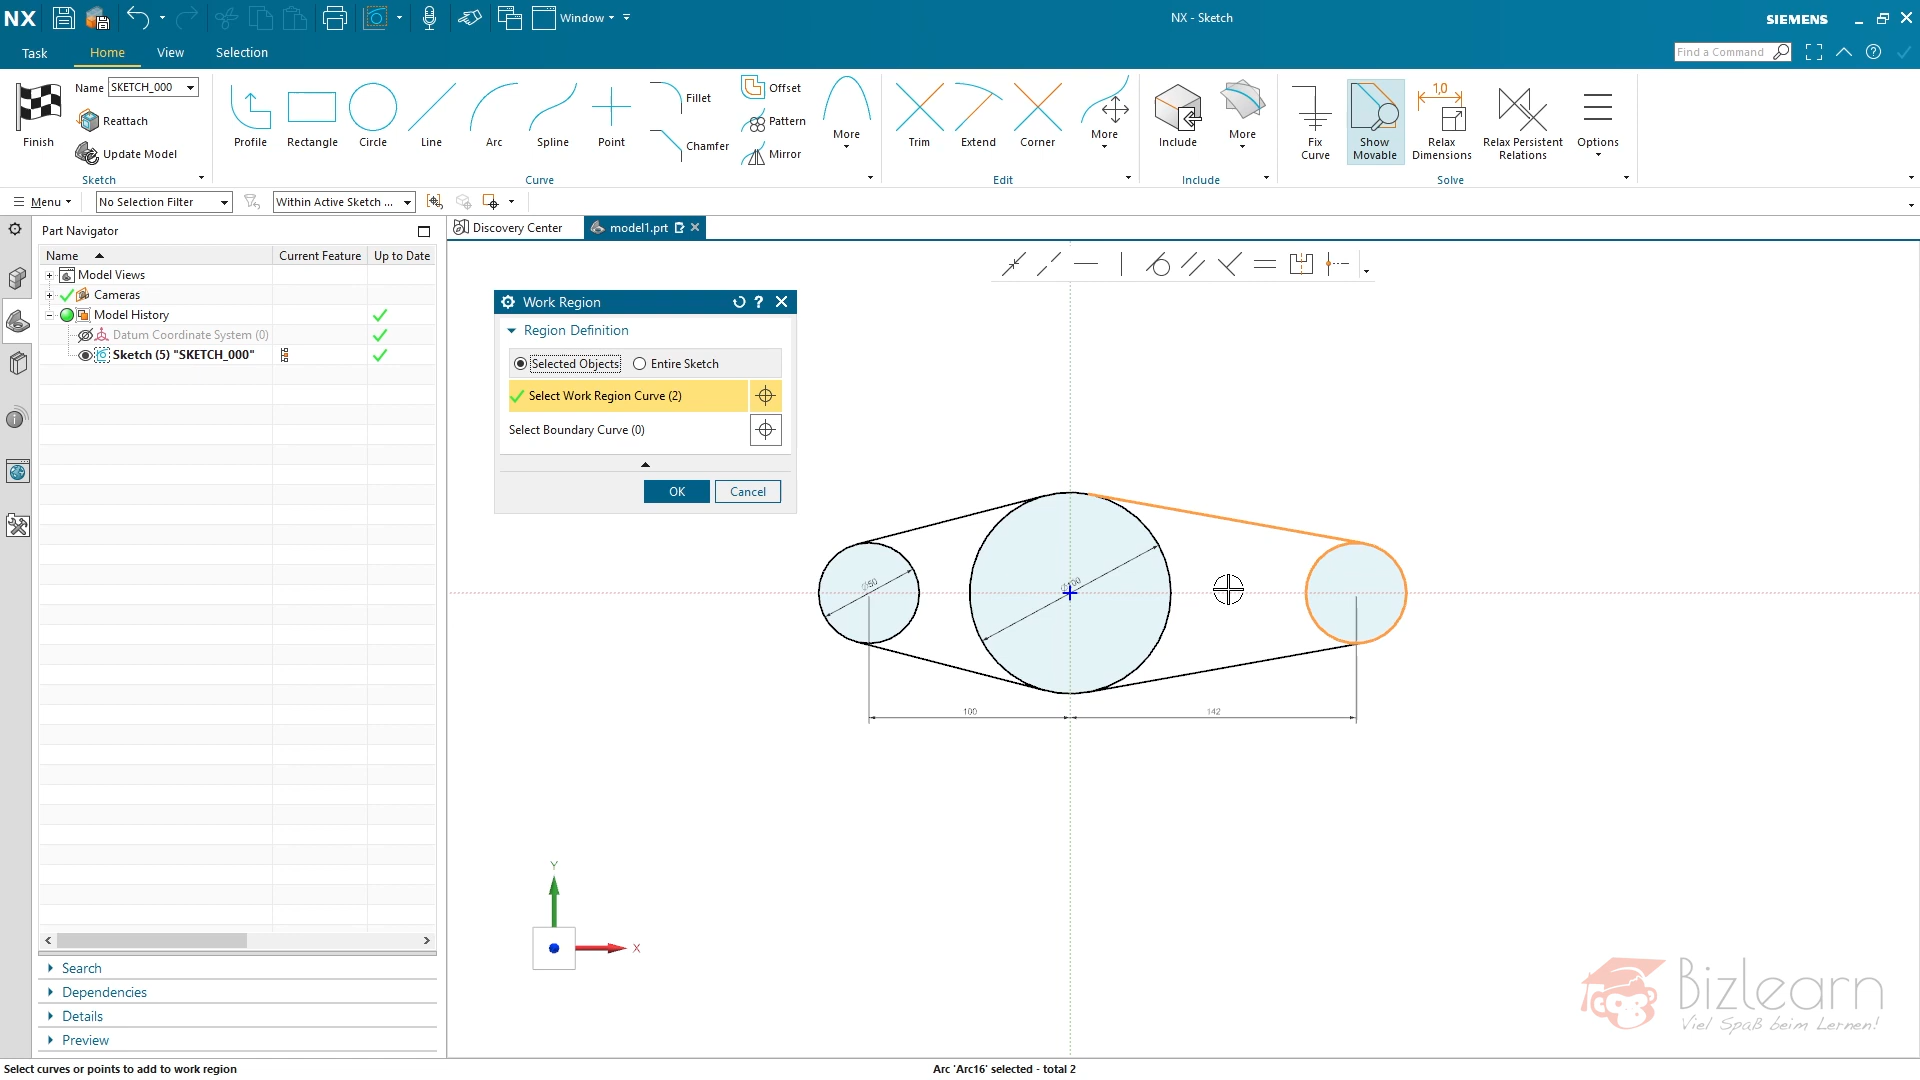 NX
Window
NX - Sketch
SIEMENS
Task
Home
View
Selection
Find a Command
Finish
Name
SKETCH_000
Reattach
Update Model
Sketch
Profile
Rectangle
Circle
Line
Arc
Spline
Point
Fillet
Chamfer
Offset
Pattern
Mirror
More
Curve
Trim
Extend
Corner
More
Edit
Include
More
Include
Fix
Curve
Show
Movable
1,0
Relax
Dimensions
Relax Persistent
Relations
Options
Solve
Menu
No Selection Filter
Within Active Sketch ...
Part Navigator
Discovery Center
model1.prt
Name
Current Feature
Up to Date
Model Views
Cameras
Model History
Datum Coordinate System (0)
Sketch (5) "SKETCH_000"
Work Region
Region Definition
Selected Objects
Entire Sketch
Select Work Region Curve (2)
Select Boundary Curve (0)
OK
Cancel
Ø50
Ø100
100
142
Y
X
Search
Dependencies
Details
Preview
Bizlearn
Viel Spaß beim Lernen!
Select curves or points to add to work region
Arc 'Arc16' selected - total 2